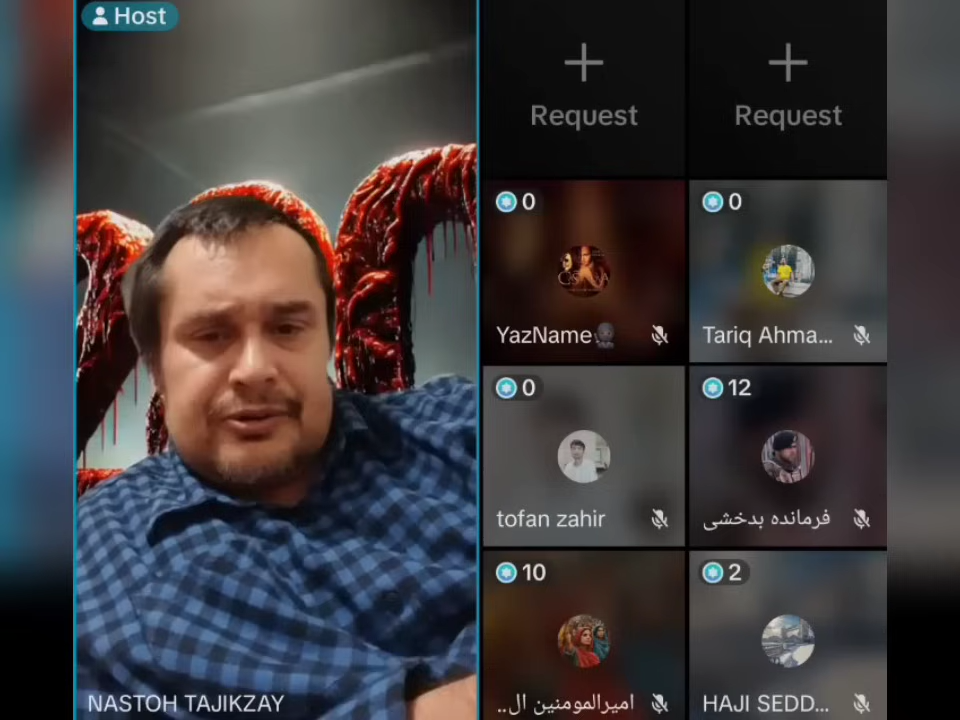 Host
Request
Request
0
0
YazName
Tariq Ahma...
0
12
tofan zahir
فرمانده بدخشی
10
2
امیرالمومنین ال..
HAJI SEDD...
NASTOH TAJIKZAY